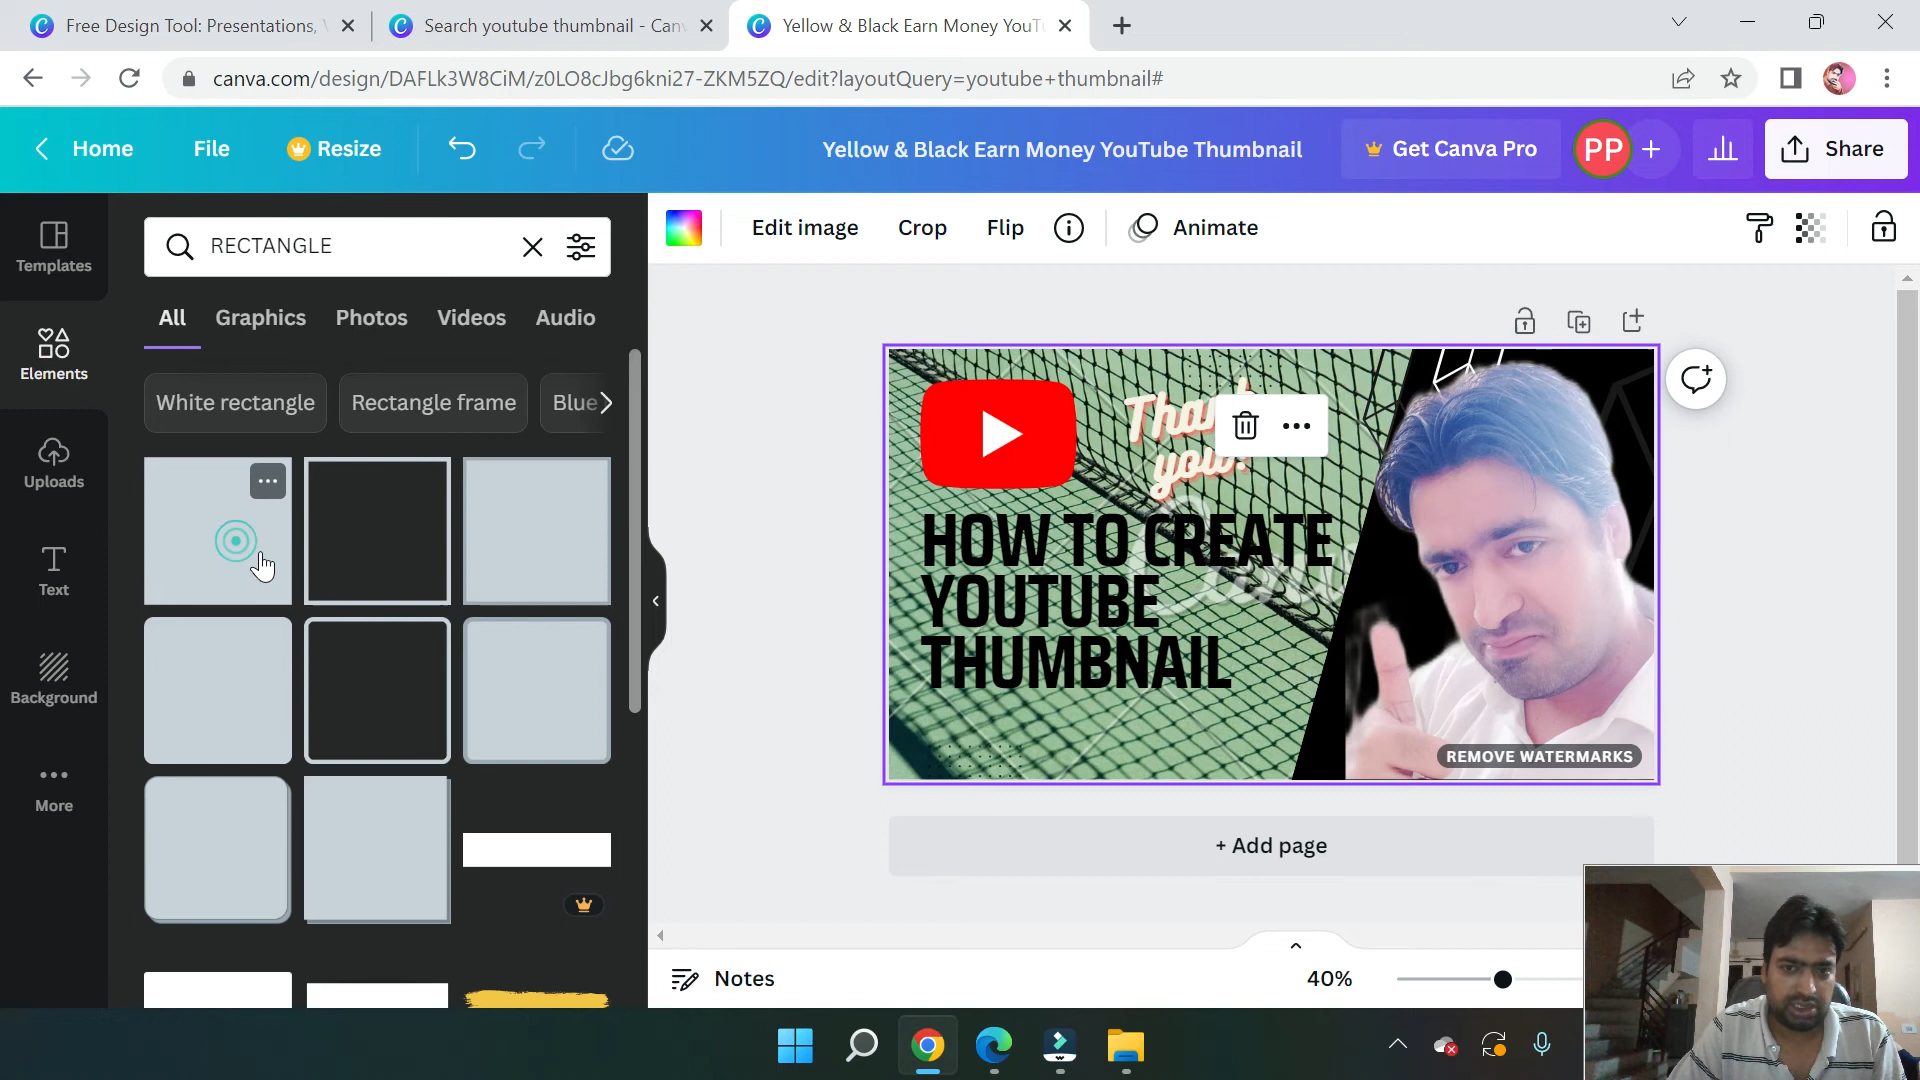 Free Design Tool: Presentations, V
Search youtube thumbnail - Canv
Yellow & Black Earn Money YouT
canva.com/design/DAFLk3W8CiM/z0LO8cJbg6kni27-ZKM5ZQ/edit?layoutQuery=youtube+thumbnail#
Home
File
Resize
Yellow & Black Earn Money YouTube Thumbnail
Get Canva Pro
PP
Share
Templates
Elements
Uploads
Text
Background
More
RECTANGLE
All
Graphics
Photos
Videos
Audio
White rectangle
Rectangle frame
Blue
Edit image
Crop
Flip
Animate
Thank
you!
HOW TO CREATE
YOUTUBE
THUMBNAIL
REMOVE WATERMARKS
+ Add page
Notes
40%